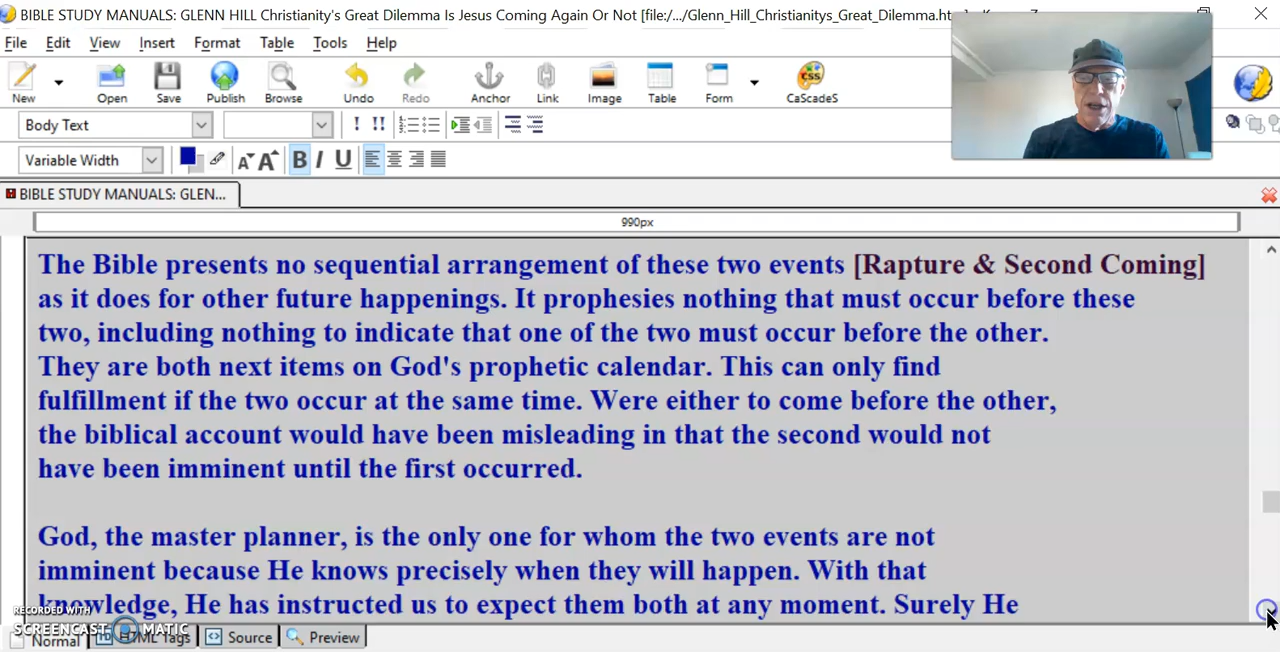 BIBLE STUDY MANUALS: GLENN HILL Christianity's Great Dilemma Is Jesus Coming Again Or Not [file:/.../Glenn_Hill_Christianitys_Great_Dilemma.ht
File Edit View Insert Format Table Tools Help
New Open Save Publish Browse Undo Redo Anchor Link Image Table Form CaScadeS
Body Text
Variable Width B I U
BIBLE STUDY MANUALS: GLEN...
990px
The Bible presents no sequential arrangement of these two events [Rapture & Second Coming]
as it does for other future happenings. It prophesies nothing that must occur before these
two, including nothing to indicate that one of the two must occur before the other.
They are both next items on God's prophetic calendar. This can only find
fulfillment if the two occur at the same time. Were either to come before the other,
the biblical account would have been misleading in that the second would not
have been imminent until the first occurred.
God, the master planner, is the only one for whom the two events are not
imminent because He knows precisely when they will happen. With that
knowledge, He has instructed us to expect them both at any moment. Surely He
RECORDED WITH
SCREENCAST MATIC
Normal HTML Tags Source Preview